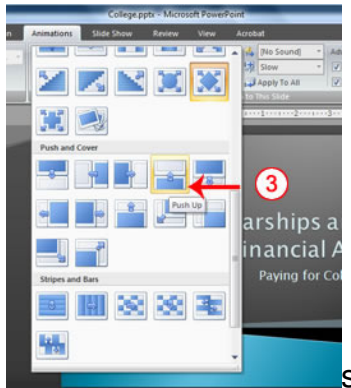 College.pptx - Microsoft PowerPoint
Animations Slide Show Review View Acrobat
[No Sound]
Slow
Apply To All
to This Slide
Push and Cover
3
Push Up
arships a
inancial A
Paying for Col
Stripes and Bars
S